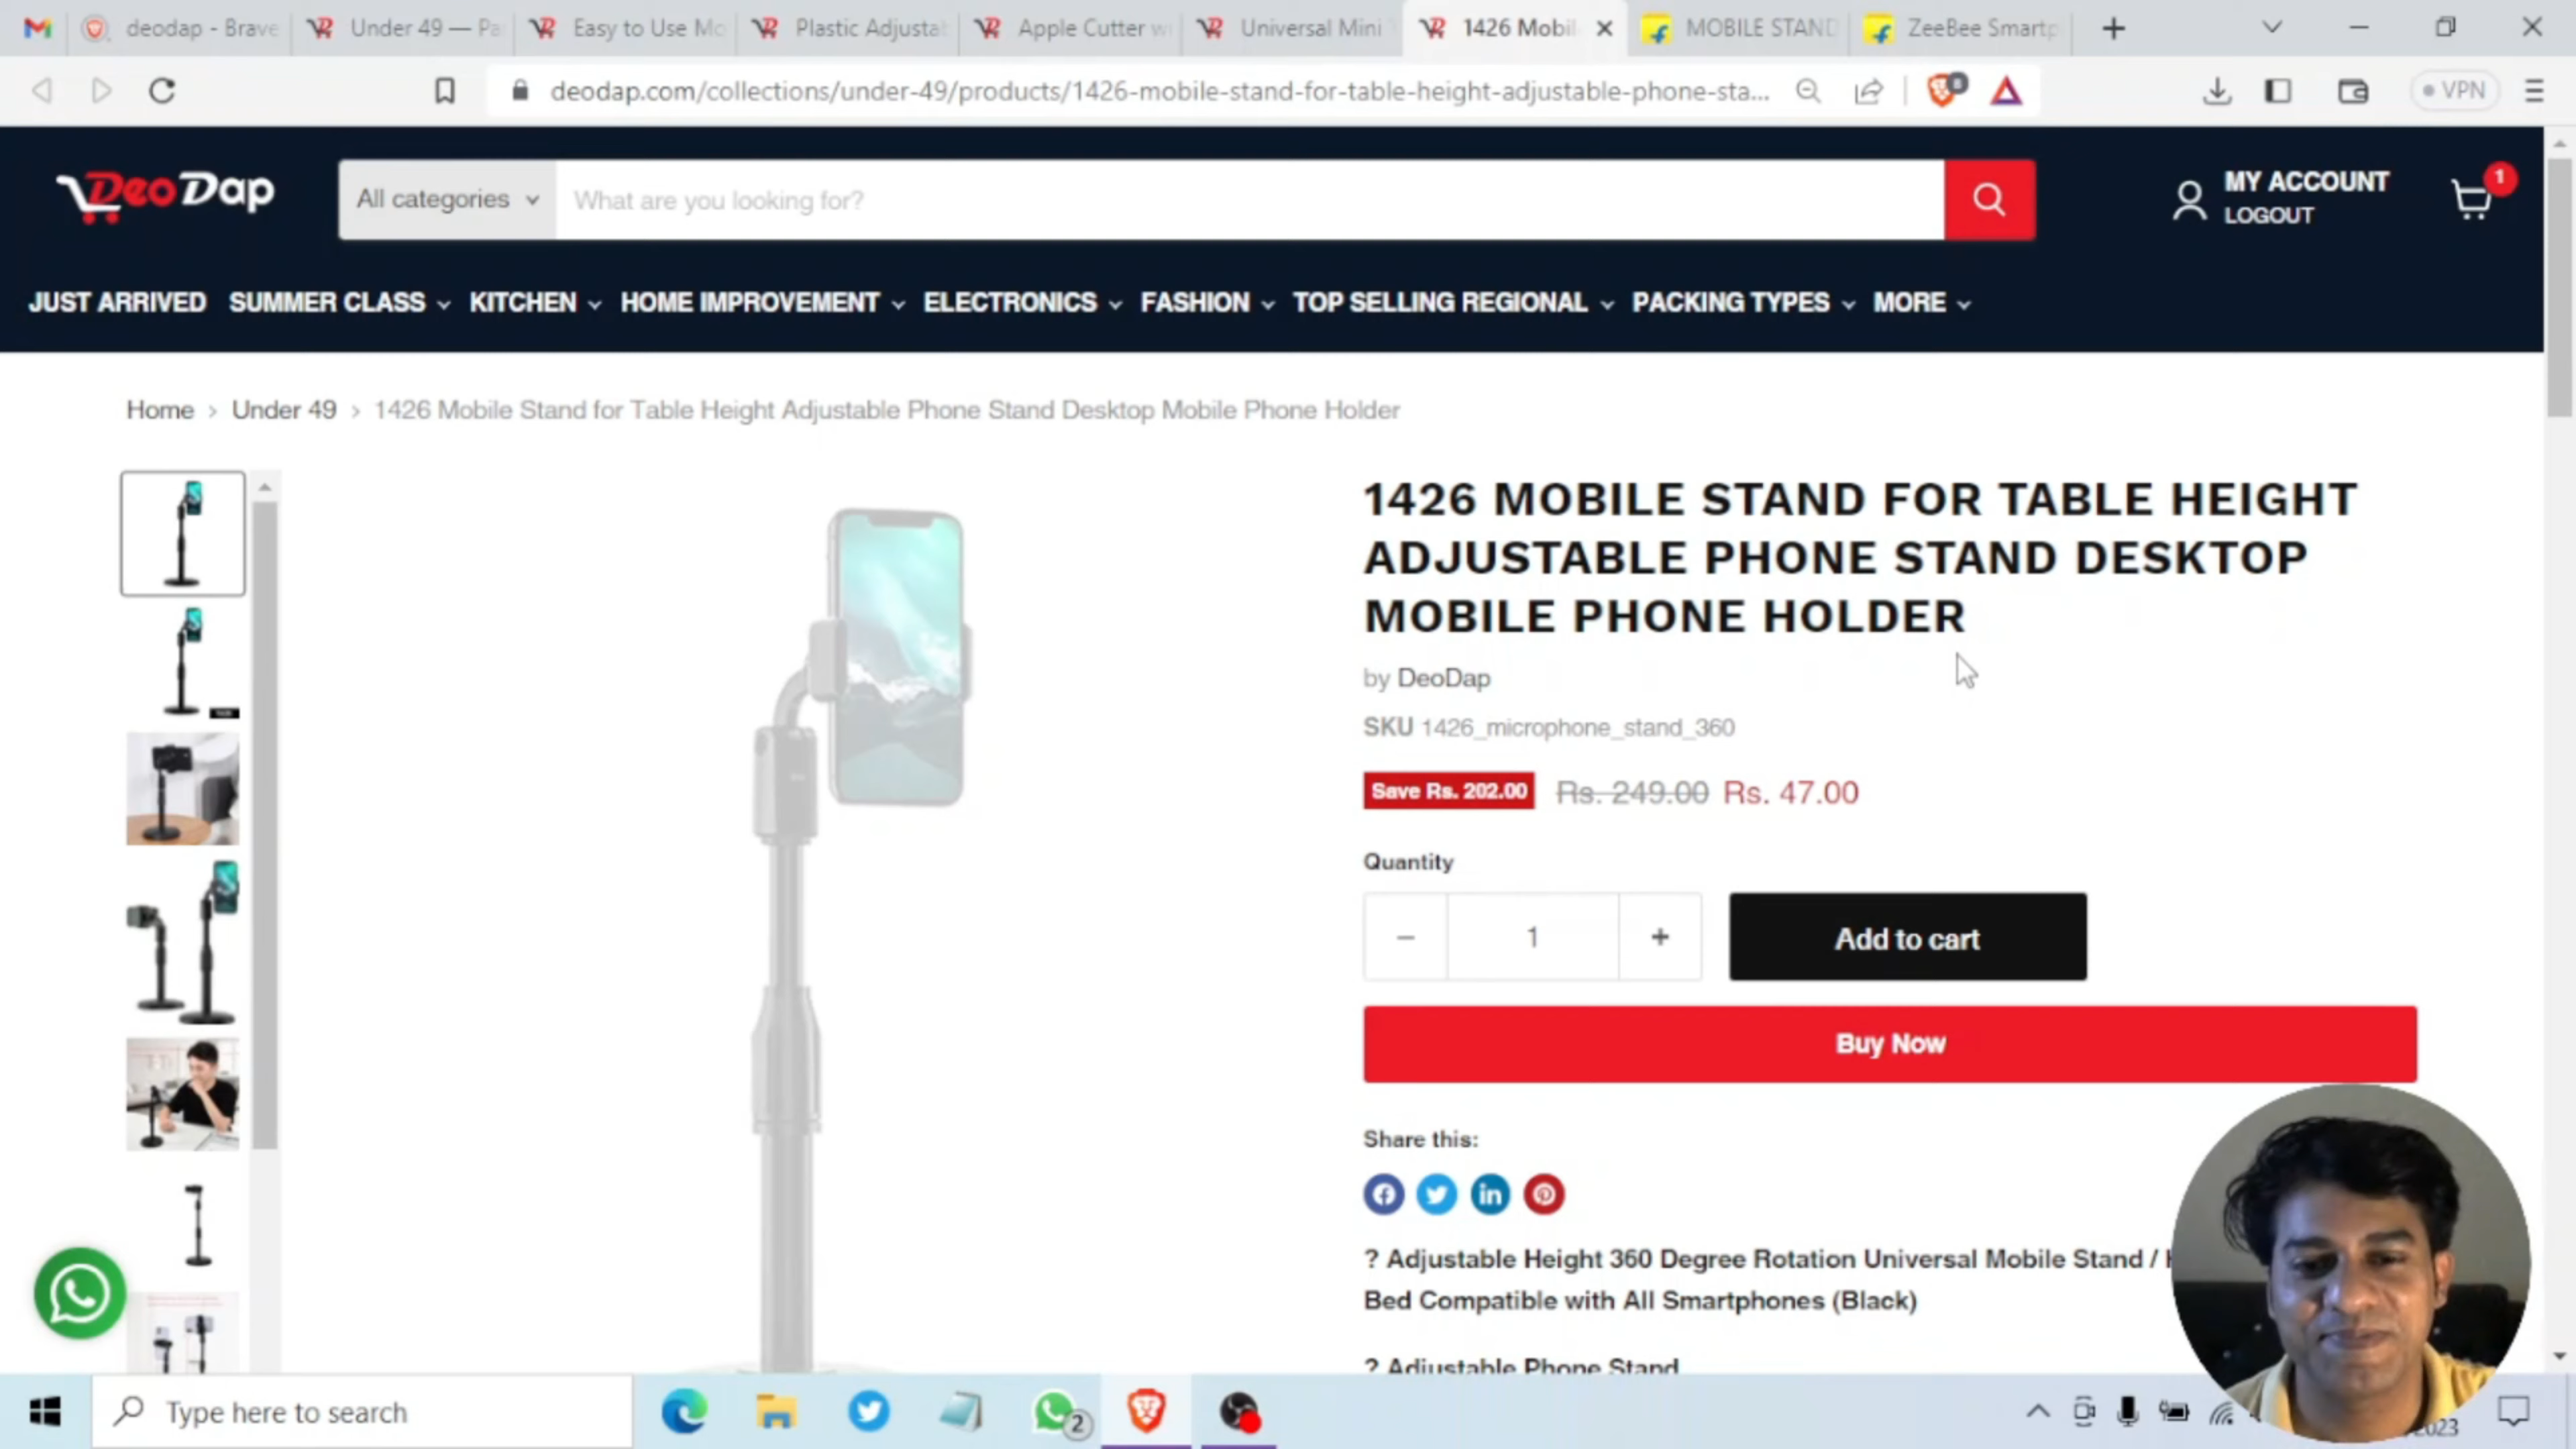 deodap - Brave
Under 49 — Pa
Easy to Use Mo
Plastic Adjustab
Apple Cutter wi
Universal Mini
1426 Mobil
MOBILE STAND
ZeeBee Smartp
deodap.com/collections/under-49/products/1426-mobile-stand-for-table-height-adjustable-phone-sta...
8
VPN
DeoDap
All categories
What are you looking for?
MY ACCOUNT
LOGOUT
1
JUST ARRIVED SUMMER CLASS KITCHEN HOME IMPROVEMENT ELECTRONICS FASHION TOP SELLING REGIONAL PACKING TYPES MORE
Home › Under 49 › 1426 Mobile Stand for Table Height Adjustable Phone Stand Desktop Mobile Phone Holder
1426 MOBILE STAND FOR TABLE HEIGHT
ADJUSTABLE PHONE STAND DESKTOP
MOBILE PHONE HOLDER
by DeoDap
SKU 1426_microphone_stand_360
Save Rs. 202.00 Rs. 249.00 Rs. 47.00
Quantity
− 1 +
Add to cart
Buy Now
Share this:
? Adjustable Height 360 Degree Rotation Universal Mobile Stand /
Bed Compatible with All Smartphones (Black)
? Adjustable Phone Stand
Type here to search
2
2023